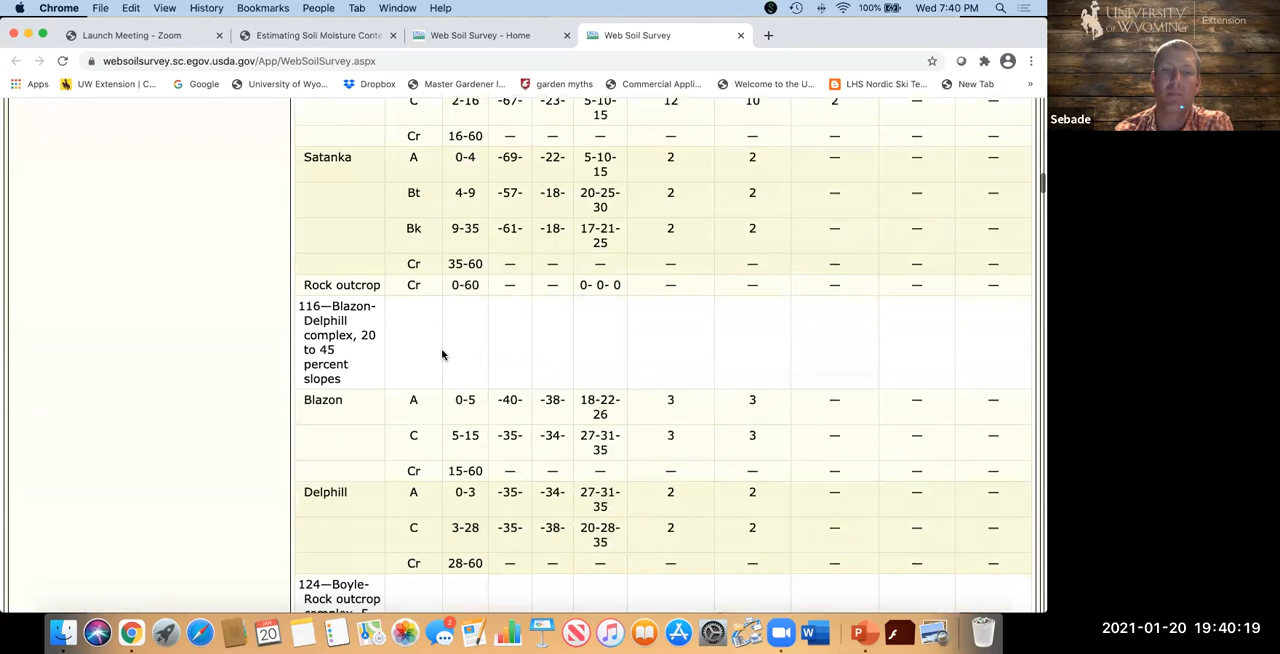 Chrome File Edit View History Bookmarks People Tab Window Help 100% Wed 7:40 PM
Launch Meeting - Zoom × Estimating Soil Moisture Conte × Web Soil Survey - Home × Web Soil Survey × +
websoilsurvey.sc.egov.usda.gov/App/WebSoilSurvey.aspx
Apps UW Extension | C... Google University of Wyo... Dropbox Master Gardener I... garden myths Commercial Appli... Welcome to the U... LHS Nordic Ski Te... New Tab »
UNIVERSITY
OF WYOMING Extension
Sebade
C 2-16 -67- -23- 5-10- 12 10 2 — —
15
Cr 16-60 — — — — — — — —
Satanka A 0-4 -69- -22- 5-10- 2 2 — — —
15
Bt 4-9 -57- -18- 20-25- 2 2 — — —
30
Bk 9-35 -61- -18- 17-21- 2 2 — — —
25
Cr 35-60 — — — — — — — —
Rock outcrop Cr 0-60 — — 0- 0- 0 — — — — —
116—Blazon-
Delphill
complex, 20
to 45
percent
slopes
Blazon A 0-5 -40- -38- 18-22- 3 3 — — —
26
C 5-15 -35- -34- 27-31- 3 3 — — —
35
Cr 15-60 — — — — — — — —
Delphill A 0-3 -35- -34- 27-31- 2 2 — — —
35
C 3-28 -35- -38- 20-28- 2 2 — — —
35
Cr 28-60 — — — — — — — —
124—Boyle-
Rock outcrop
complex, 5
JAN
20
2
W
P
2021-01-20 19:40:19